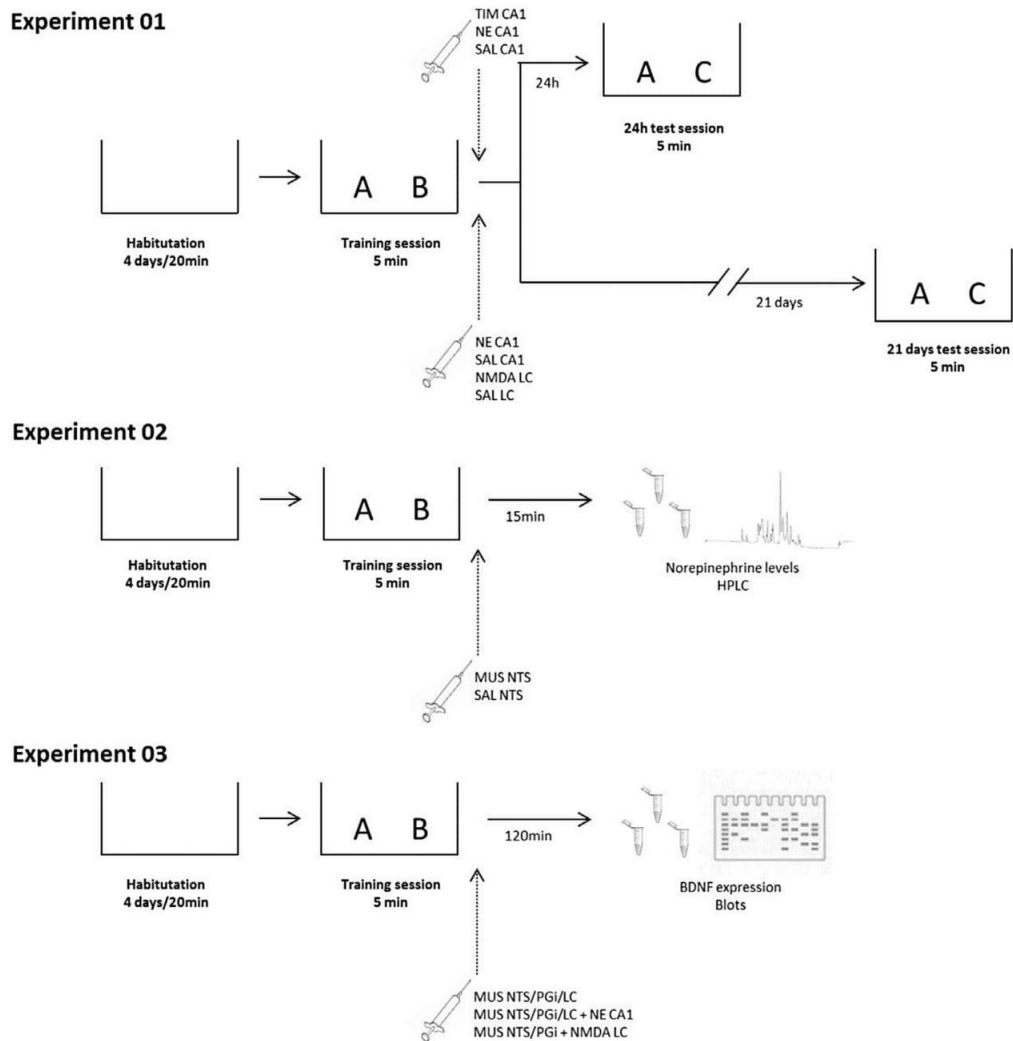 Experiment 01
TIM CA1
NE CA1
SAL CA1
24h
A C
24h test session
5 min
A B
Habitutation
4 days/20min
Training session
5 min
21 days
A C
21 days test session
5 min
NE CA1
SAL CA1
NMDA LC
SAL LC
Experiment 02
A B
15min
Habitutation
4 days/20min
Training session
5 min
Norepinephrine levels
HPLC
MUS NTS
SAL NTS
Experiment 03
A B
120min
Habitutation
4 days/20min
Training session
5 min
BDNF expression
Blots
MUS NTS/PGi/LC
MUS NTS/PGi/LC + NE CA1
MUS NTS/PGi + NMDA LC